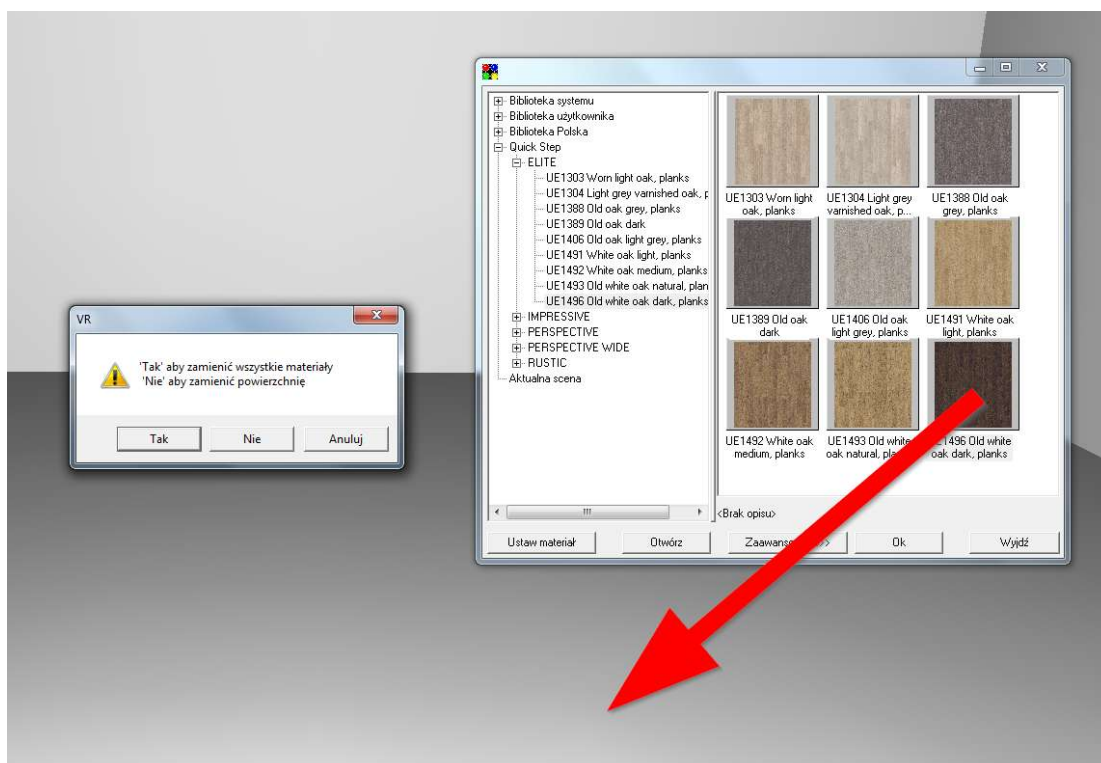 Biblioteka systemu
Biblioteka użytkownika
Biblioteka Polska
Quick Step
ELITE
UE1303 Worn light oak, planks
UE1304 Light grey varnished oak, p
UE1388 Old oak grey, planks
UE1389 Old oak dark
UE1406 Old oak light grey, planks
UE1491 White oak light, planks
UE1492 White oak medium, planks
UE1493 Old white oak natural, plan
UE1496 Old white oak dark, planks
IMPRESSIVE
PERSPECTIVE
PERSPECTIVE WIDE
RUSTIC
Aktualna scena
UE1303 Worn light
oak, planks
UE1304 Light grey
varnished oak, p...
UE1388 Old oak
grey, planks
UE1389 Old oak
dark
UE1406 Old oak
light grey, planks
UE1491 White oak
light, planks
UE1492 White oak
medium, planks
UE1493 Old white
oak natural,
1496 Old white
oak dark, planks
<Brak opisu>
Ustaw materiał
Otwórz
>>
Ok
Wyjdź
VR
'Tak' aby zamienić wszystkie materiały
'Nie' aby zamienić powierzchnię
Tak
Nie
Anuluj